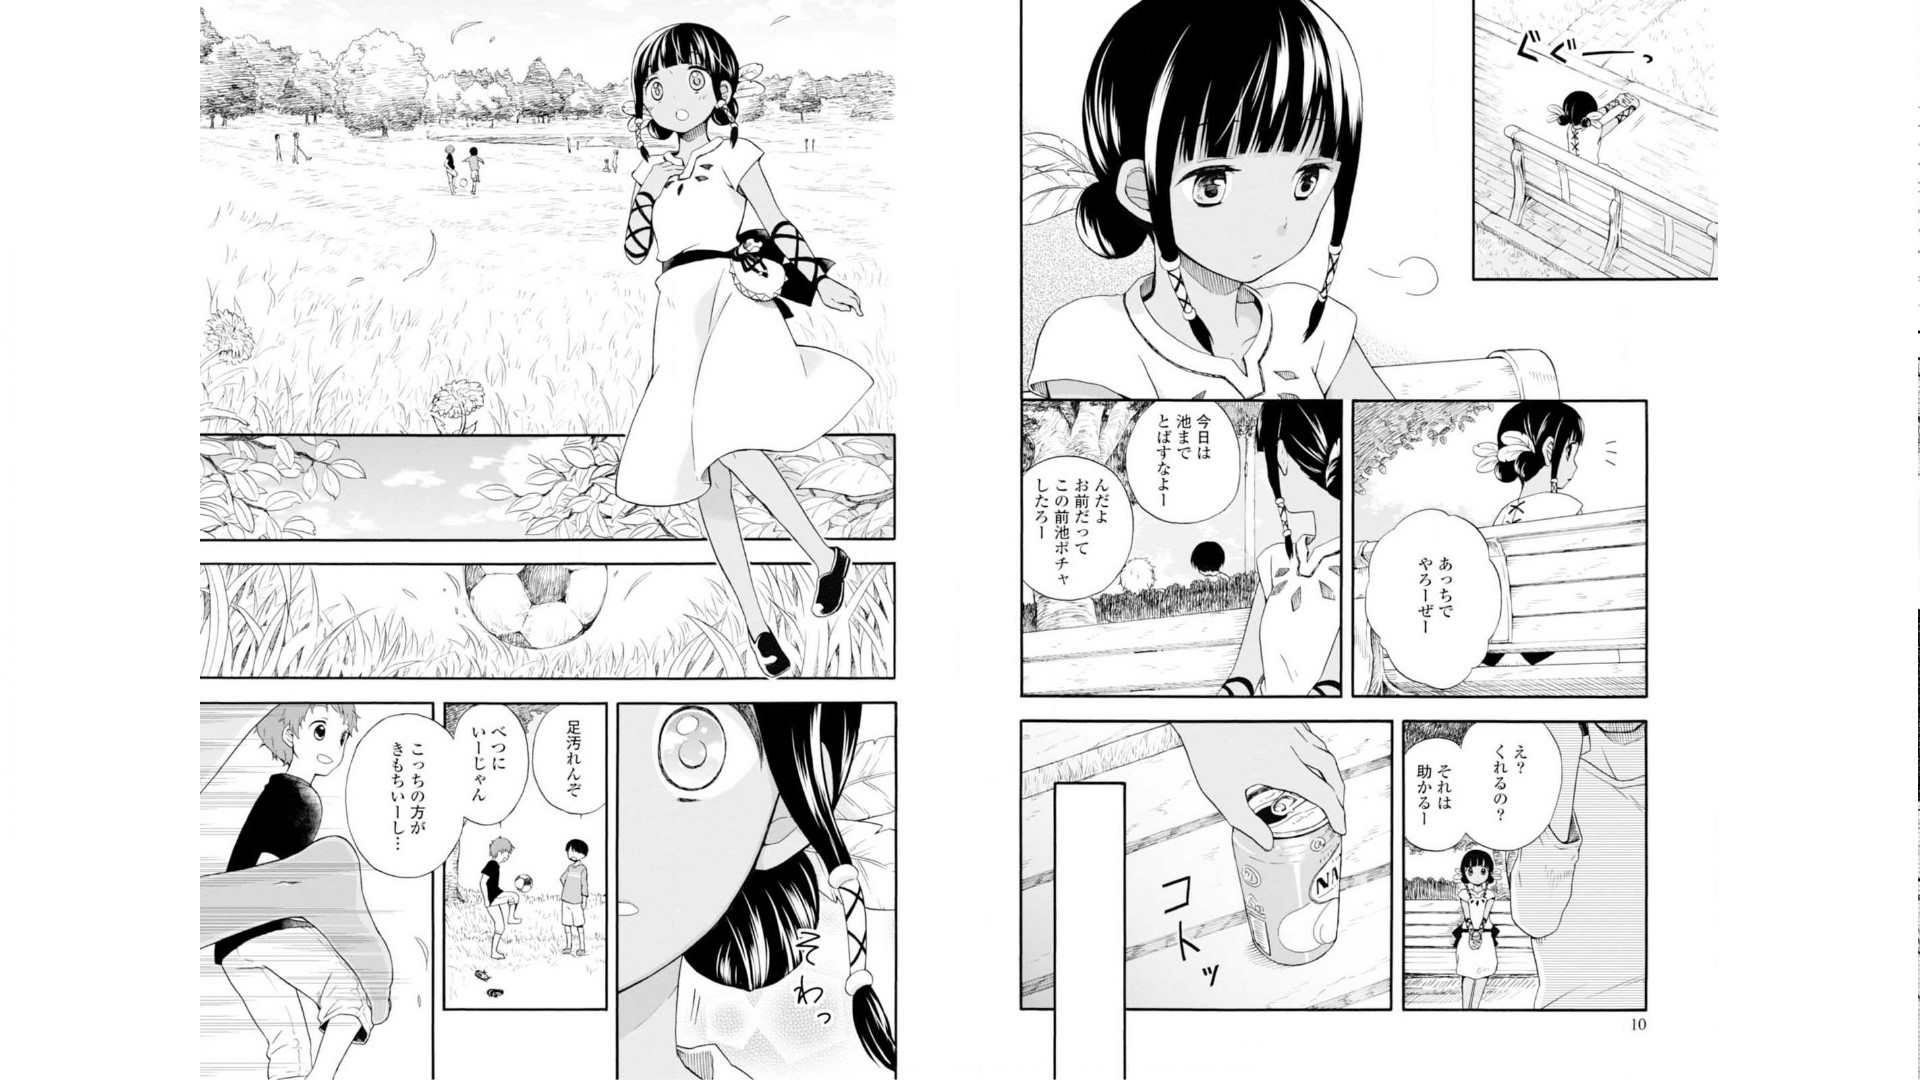 ぐぐーっ
あっちで
やろーぜー
今日は
池まで
とばすなよー
んだよ
お前だって
この前池ポチャ
したろー
え?
くれるの?
それは
助かるー
コトッ
NA
10
そわっ
足汚れんぞ
べつに
いーじゃん
こっちの方が
きもちいーし…